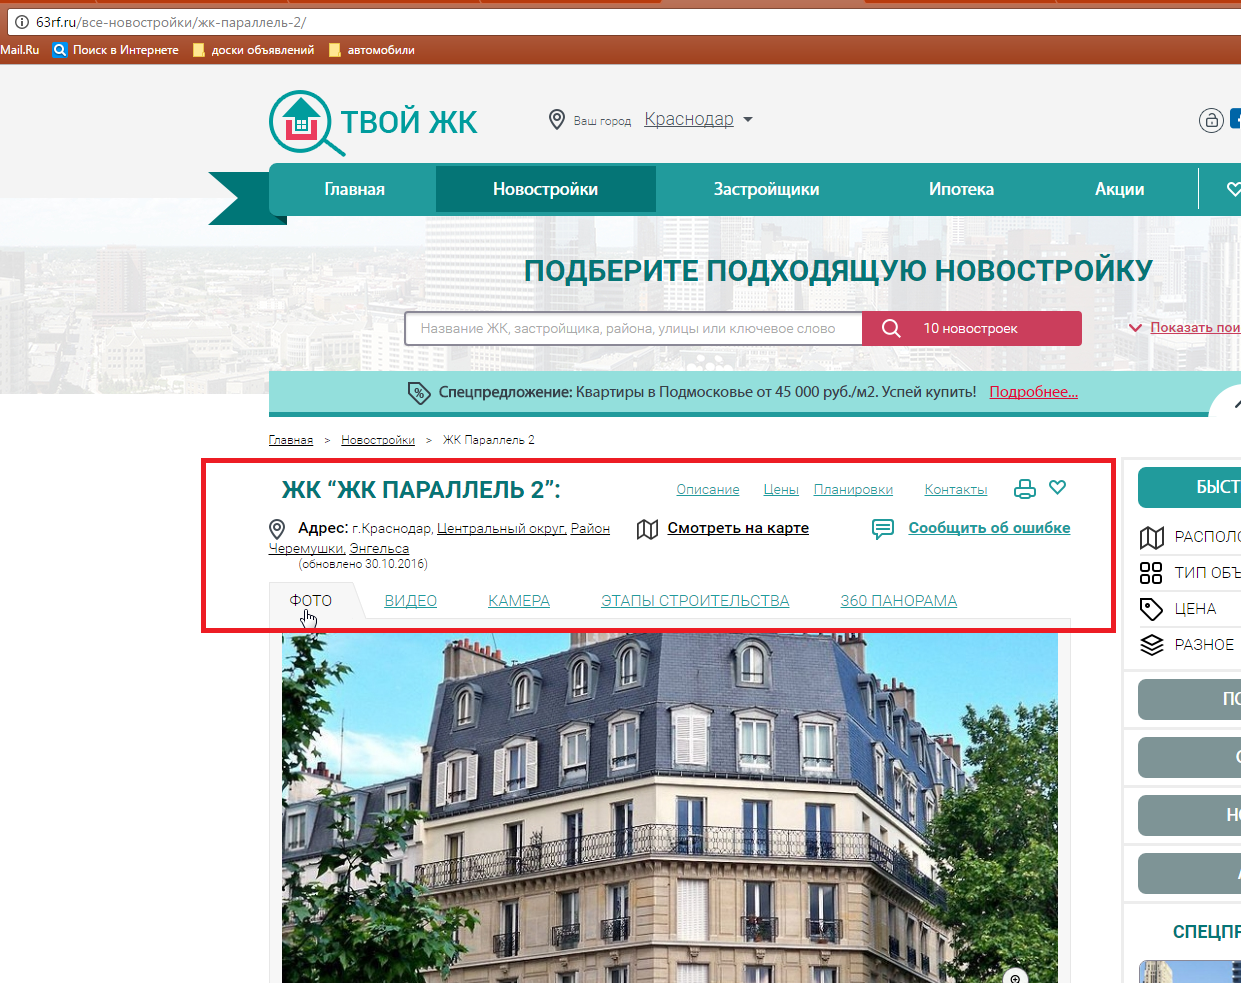 63rf.ru/все-новостройки/жк-параллель-2/
Mail.Ru Поиск в Интернете доски объявлений автомобили
ТВОЙ ЖК Ваш город Краснодар
Главная Новостройки Застройщики Ипотека Акции
ПОДБЕРИТЕ ПОДХОДЯЩУЮ НОВОСТРОЙКУ
Название ЖК, застройщика, района, улицы или ключевое слово 10 новостроек Показать пои
% Спецпредложение: Квартиры в Подмосковье от 45 000 руб./м2. Успей купить! Подробнее...
Главная > Новостройки > ЖК Параллель 2
ЖК “ЖК ПАРАЛЛЕЛЬ 2”: Описание Цены Планировки Контакты
Адрес: г.Краснодар, Центральный округ, Район
Черемушки, Энгельса
(обновлено 30.10.2016)
Смотреть на карте Сообщить об ошибке
ФОТО ВИДЕО КАМЕРА ЭТАПЫ СТРОИТЕЛЬСТВА 360 ПАНОРАМА
БЫСТ
РАСПОЛО
ТИП ОБЪ
ЦЕНА
РАЗНОЕ
ПО
С
НО
А
СПЕЦПР